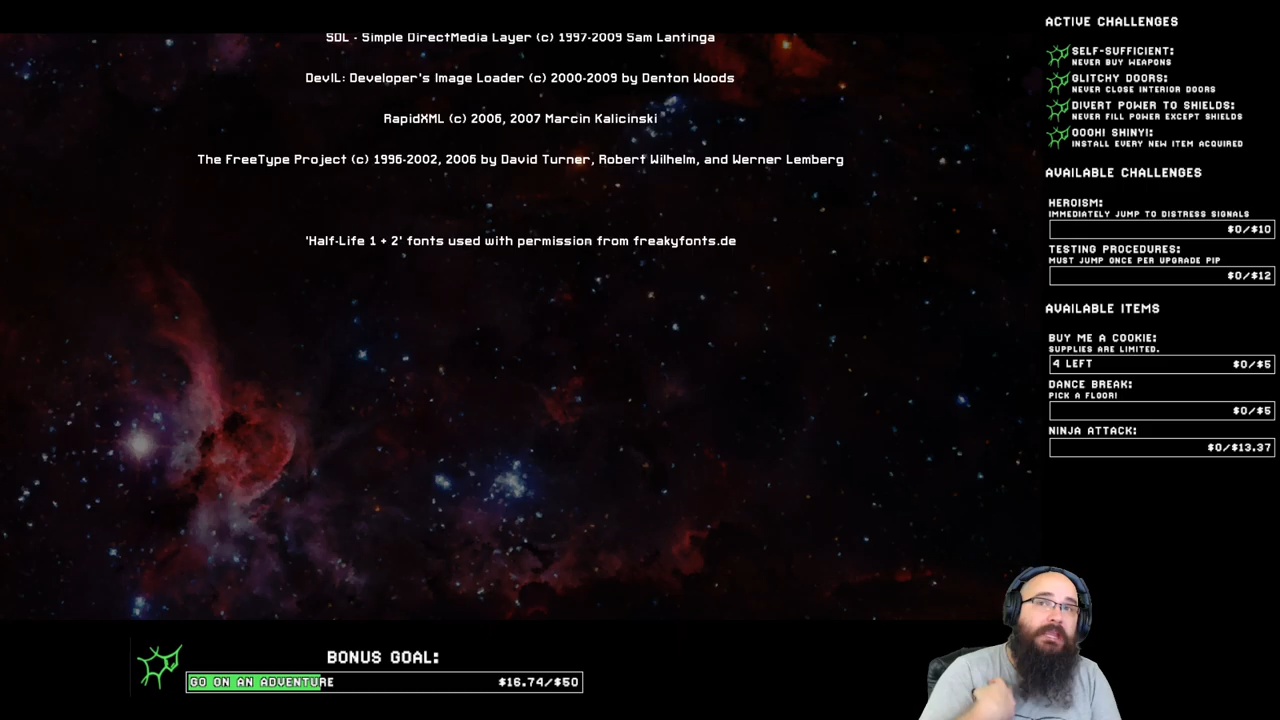 SDL - Simple DirectMedia Layer (c) 1997-2009 Sam Lantinga
DevIL: Developer's Image Loader (c) 2000-2009 by Denton Woods
RapidXML (c) 2006, 2007 Marcin Kalicinski
The FreeType Project (c) 1996-2002, 2006 by David Turner, Robert Wilhelm, and Werner Lemberg
'Half-Life 1 + 2' fonts used with permission from freakyfonts.de
ACTIVE CHALLENGES
SELF-SUFFICIENT:
NEVER BUY WEAPONS
GLITCHY DOORS:
NEVER CLOSE INTERIOR DOORS
DIVERT POWER TO SHIELDS:
NEVER FILL POWER EXCEPT SHIELDS
OOOH! SHINY!:
INSTALL EVERY NEW ITEM ACQUIRED
AVAILABLE CHALLENGES
HEROISM:
IMMEDIATELY JUMP TO DISTRESS SIGNALS
$0/$10
TESTING PROCEDURES:
MUST JUMP ONCE PER UPGRADE PIP
$0/$12
AVAILABLE ITEMS
BUY ME A COOKIE:
SUPPLIES ARE LIMITED.
4 LEFT $0/$5
DANCE BREAK:
PICK A FLOOR!
$0/$5
NINJA ATTACK:
$0/$13.37
BONUS GOAL:
GO ON AN ADVENTURE $16.74/$50